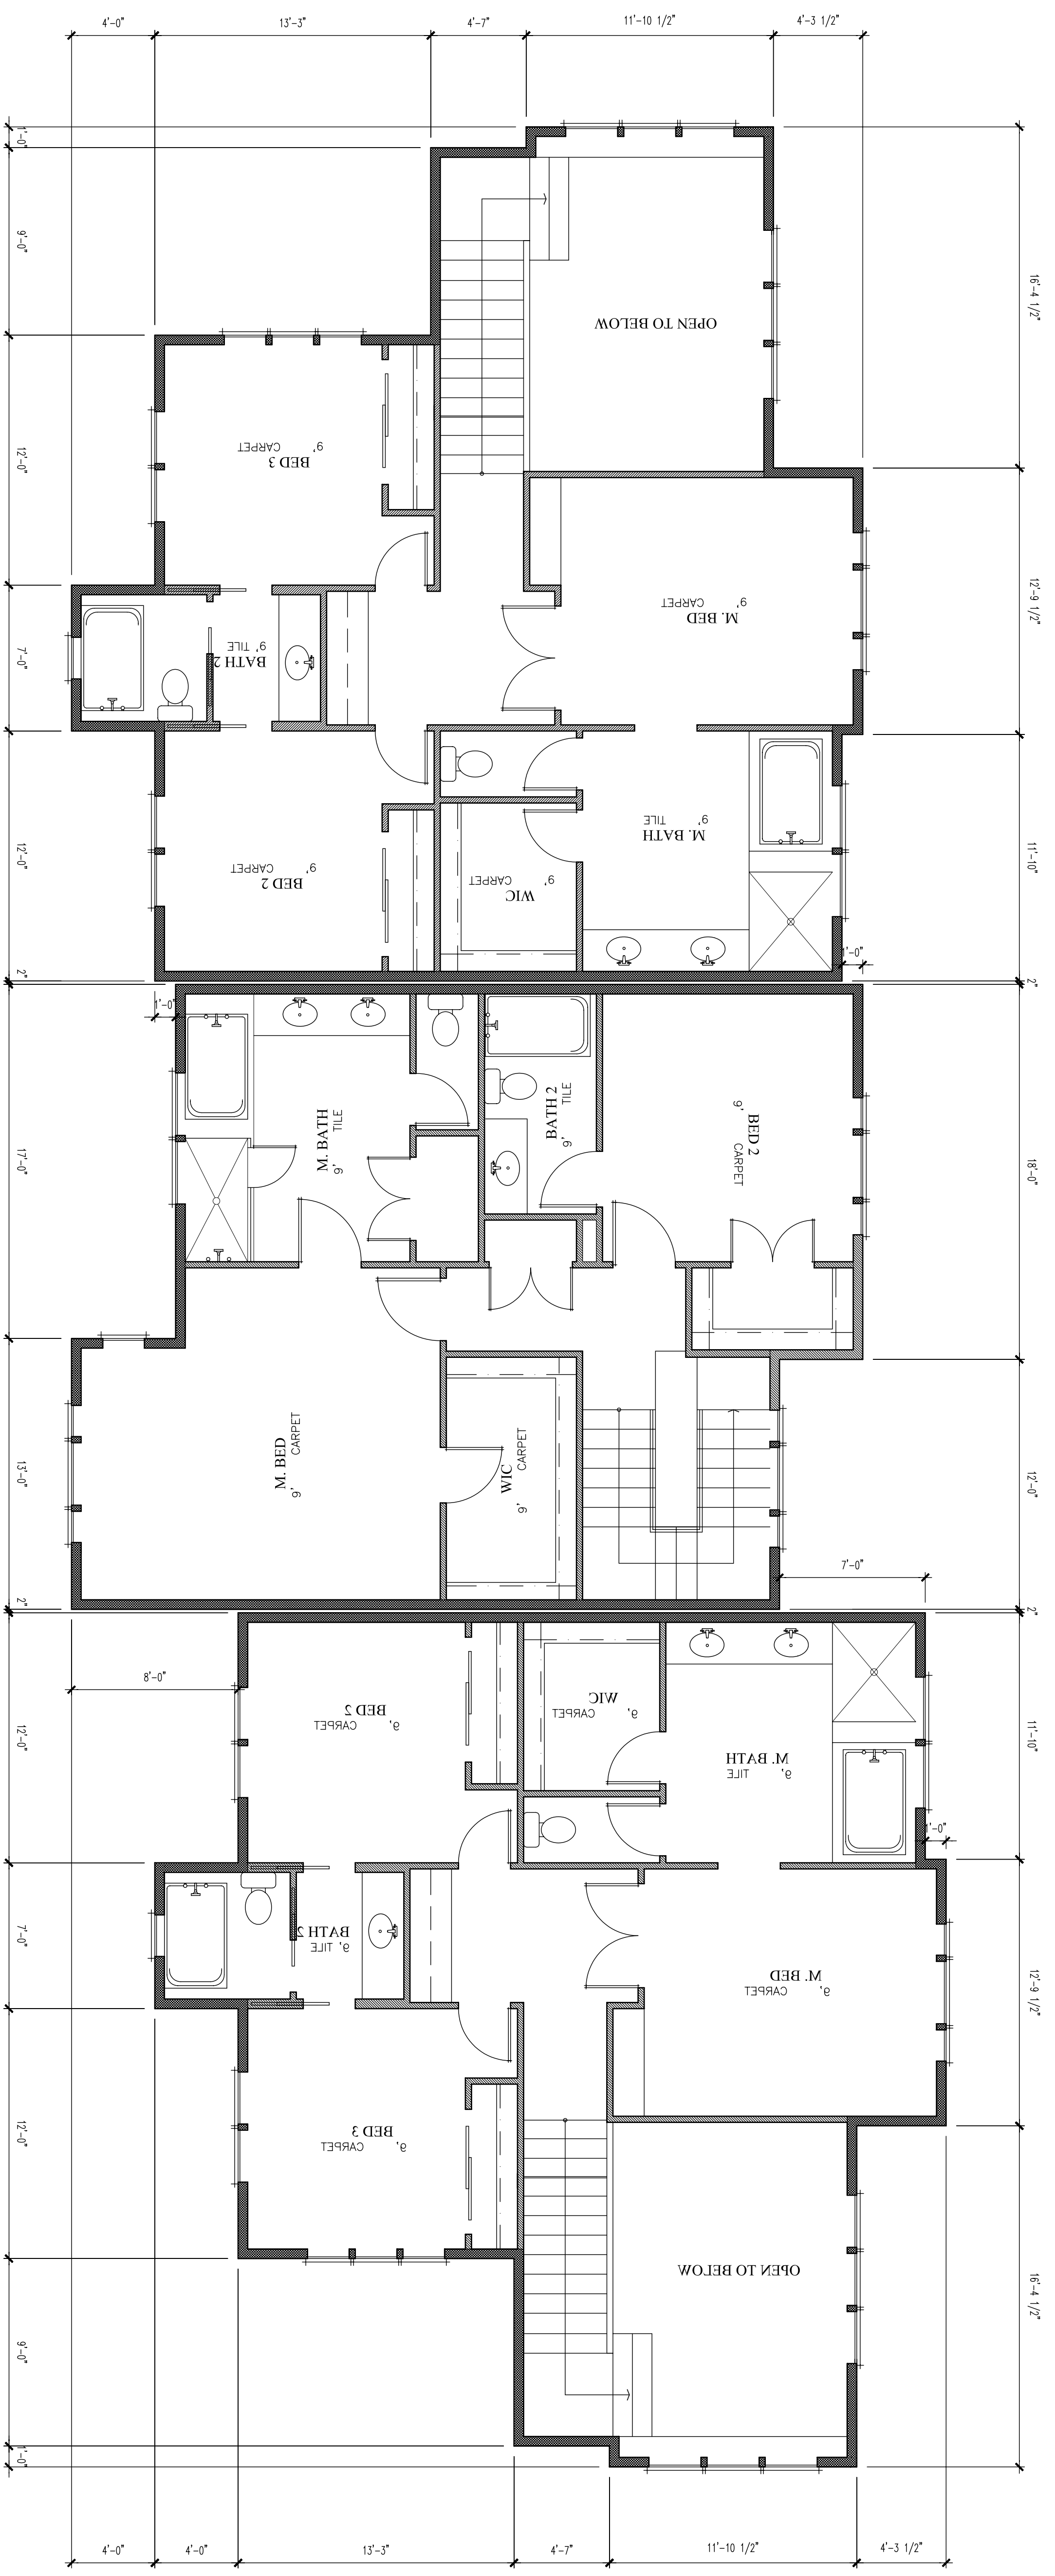 4'-0"
13'-3"
4'-7"
11'-10 1/2"
4'-3 1/2"
1'-0"
9'-0"
16'-4 1/2"
OPEN TO BELOW
9' CARPET
BED 3
12'-0"
12'-9 1/2"
9' CARPET
M. BED
9' TILE
BATH 2
7'-0"
9' TILE
M. BATH
11'-10"
9' CARPET
BED 2
12'-0"
9' CARPET
WIC
1'-0"
2"
2"
1'-0"
M. BATH
9' TILE
BATH 2
9' TILE
BED 2
9' CARPET
17'-0"
18'-0"
M. BED
9' CARPET
WIC
9' CARPET
13'-0"
12'-0"
7'-0"
2"
2"
8'-0"
WIC
9' CARPET
BED 2
9' CARPET
12'-0"
M. BATH
9' TILE
11'-10"
1'-0"
BATH 2
9' TILE
7'-0"
M. BED
9' CARPET
12'-9 1/2"
BED 3
9' CARPET
12'-0"
OPEN TO BELOW
16'-4 1/2"
9'-0"
1'-0"
4'-0"
4'-0"
13'-3"
4'-7"
11'-10 1/2"
4'-3 1/2"